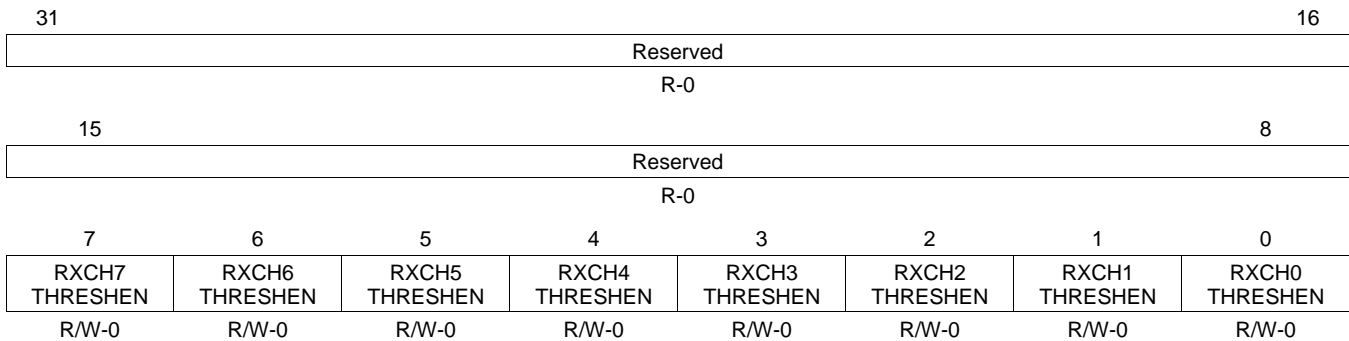 31 16
Reserved
R-0
15 8
Reserved
R-0
7 6 5 4 3 2 1 0
RXCH7 RXCH6 RXCH5 RXCH4 RXCH3 RXCH2 RXCH1 RXCH0
THRESHEN THRESHEN THRESHEN THRESHEN THRESHEN THRESHEN THRESHEN THRESHEN
R/W-0 R/W-0 R/W-0 R/W-0 R/W-0 R/W-0 R/W-0 R/W-0